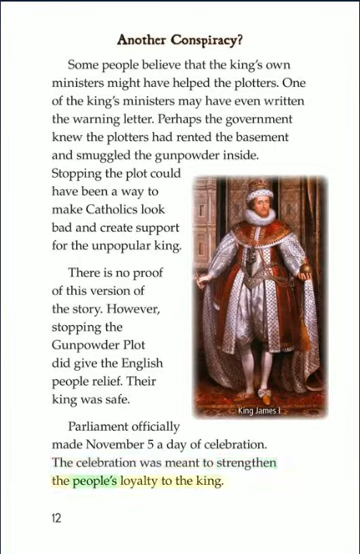 Another Conspiracy?
Some people believe that the king's own
ministers might have helped the plotters. One
of the king's ministers may have even written
the warning letter. Perhaps the government
knew the plotters had rented the basement
and smuggled the gunpowder inside.
Stopping the plot could
have been a way to
make Catholics look
bad and create support
for the unpopular king.
There is no proof
of this version of
the story. However,
stopping the
Gunpowder Plot
did give the English
people relief. Their
king was safe.
King James I
Parliament officially
made November 5 a day of celebration.
The celebration was meant to strengthen
the people's loyalty to the king.
12